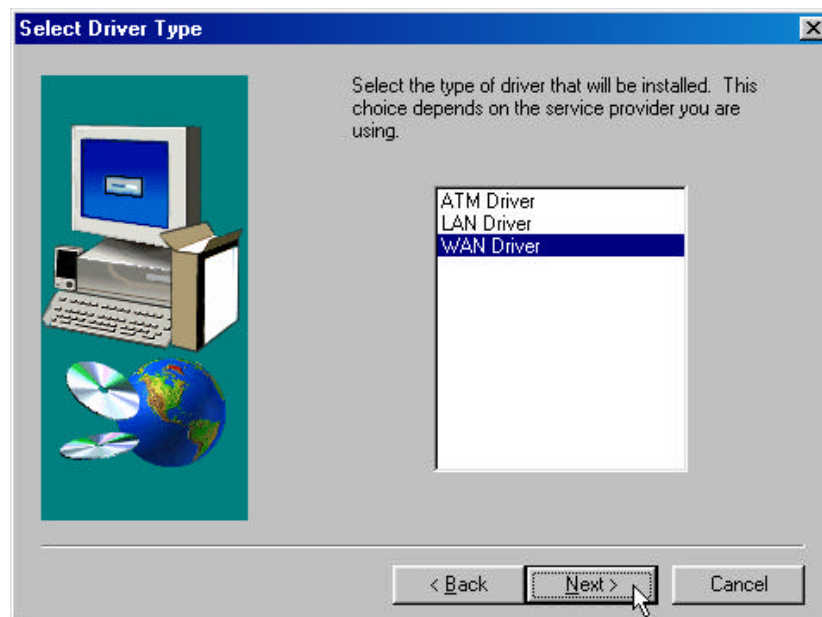 Select Driver Type
Select the type of driver that will be installed. This
choice depends on the service provider you are
using.
ATM Driver
LAN Driver
WAN Driver
< Back
Next >
Cancel